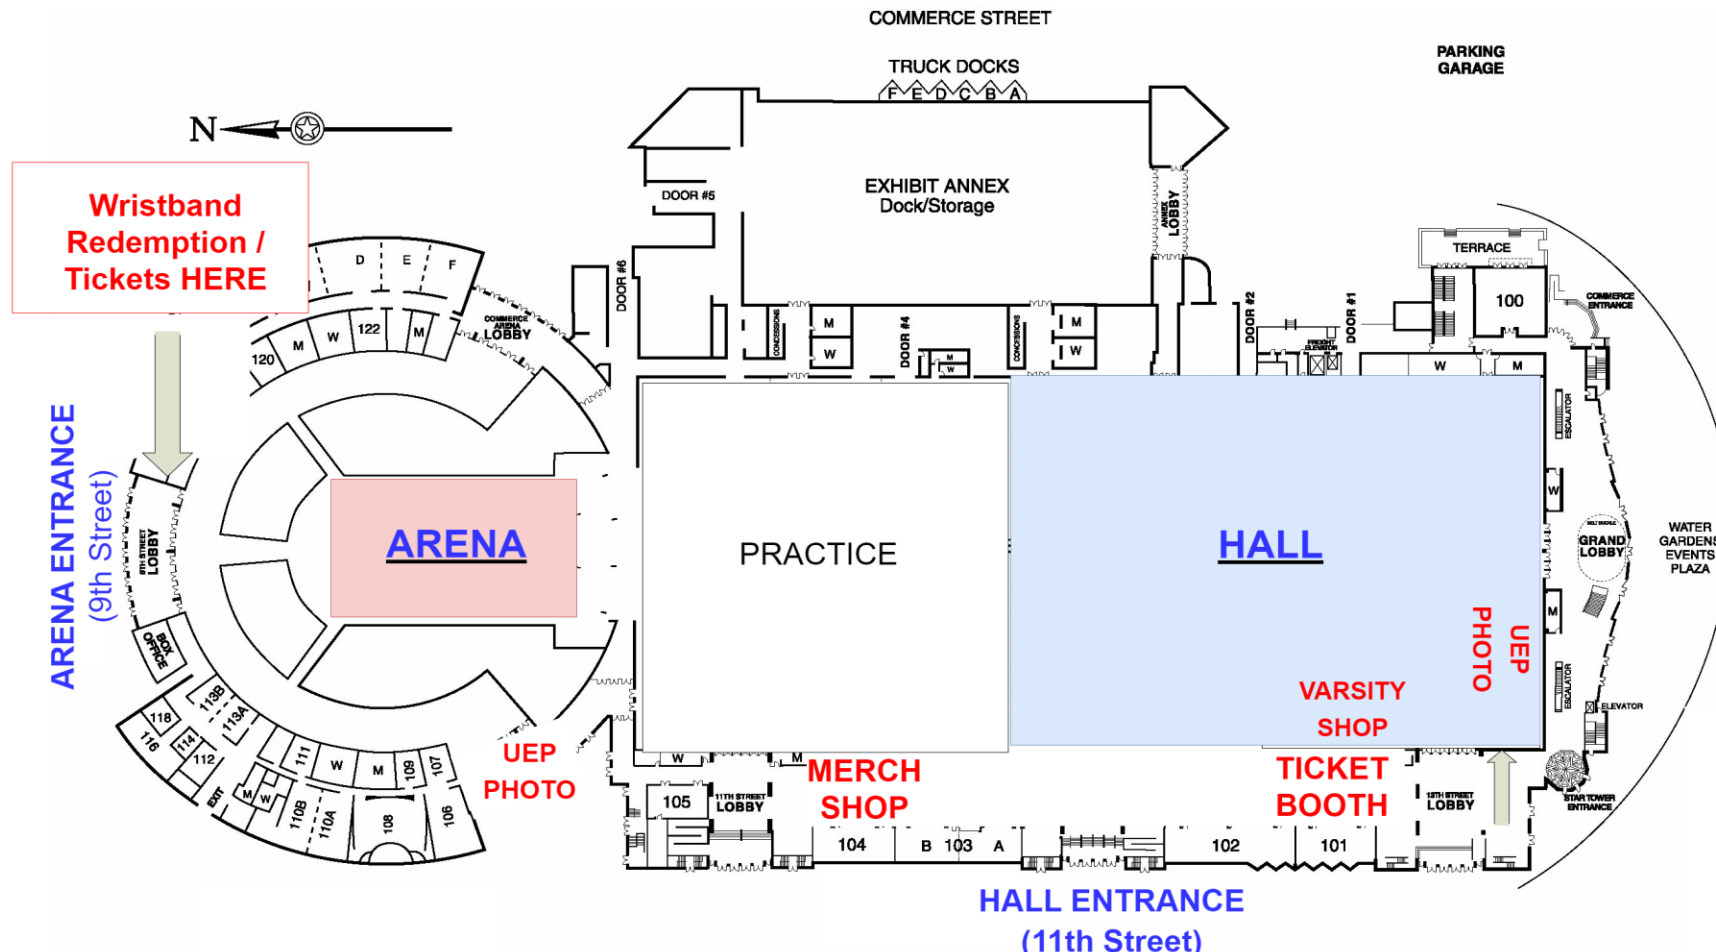 COMMERCE STREET
PARKING
GARAGE
TRUCK DOCKS
F E D C B A
N
Wristband
Redemption /
Tickets HERE
EXHIBIT ANNEX
Dock/Storage
DOOR #5
ANNEX
LOBBY
TERRACE
D E F
DOOR #6
COMMERCE
ARENA
LOBBY
100
COMMERCE
ENTRANCE
120 M W 122 M
CONCESSIONS
M
W
DOOR #4
M
W
CONCESSIONS
M
W
DOOR #2
DOOR #1
FREIGHT
ELEVATOR
W M
ESCALATOR
ARENA ENTRANCE
(9th Street)
9TH STREET
LOBBY
ARENA
PRACTICE
HALL
W
BELT BUCKLE
GRAND
LOBBY
WATER
GARDENS
EVENTS
PLAZA
M
UEP
PHOTO
VARSITY
SHOP
ESCALATOR
ELEVATOR
BOX
OFFICE
113B
113A
118
116
114
112
EXIT
111
W
M
109
107
M
W
110B
110A
108
106
UEP
PHOTO
W
M
105
11TH STREET
LOBBY
MERCH
SHOP
TICKET
BOOTH
13TH STREET
LOBBY
STAR TOWER
ENTRANCE
104 B 103 A 102 101
HALL ENTRANCE
(11th Street)